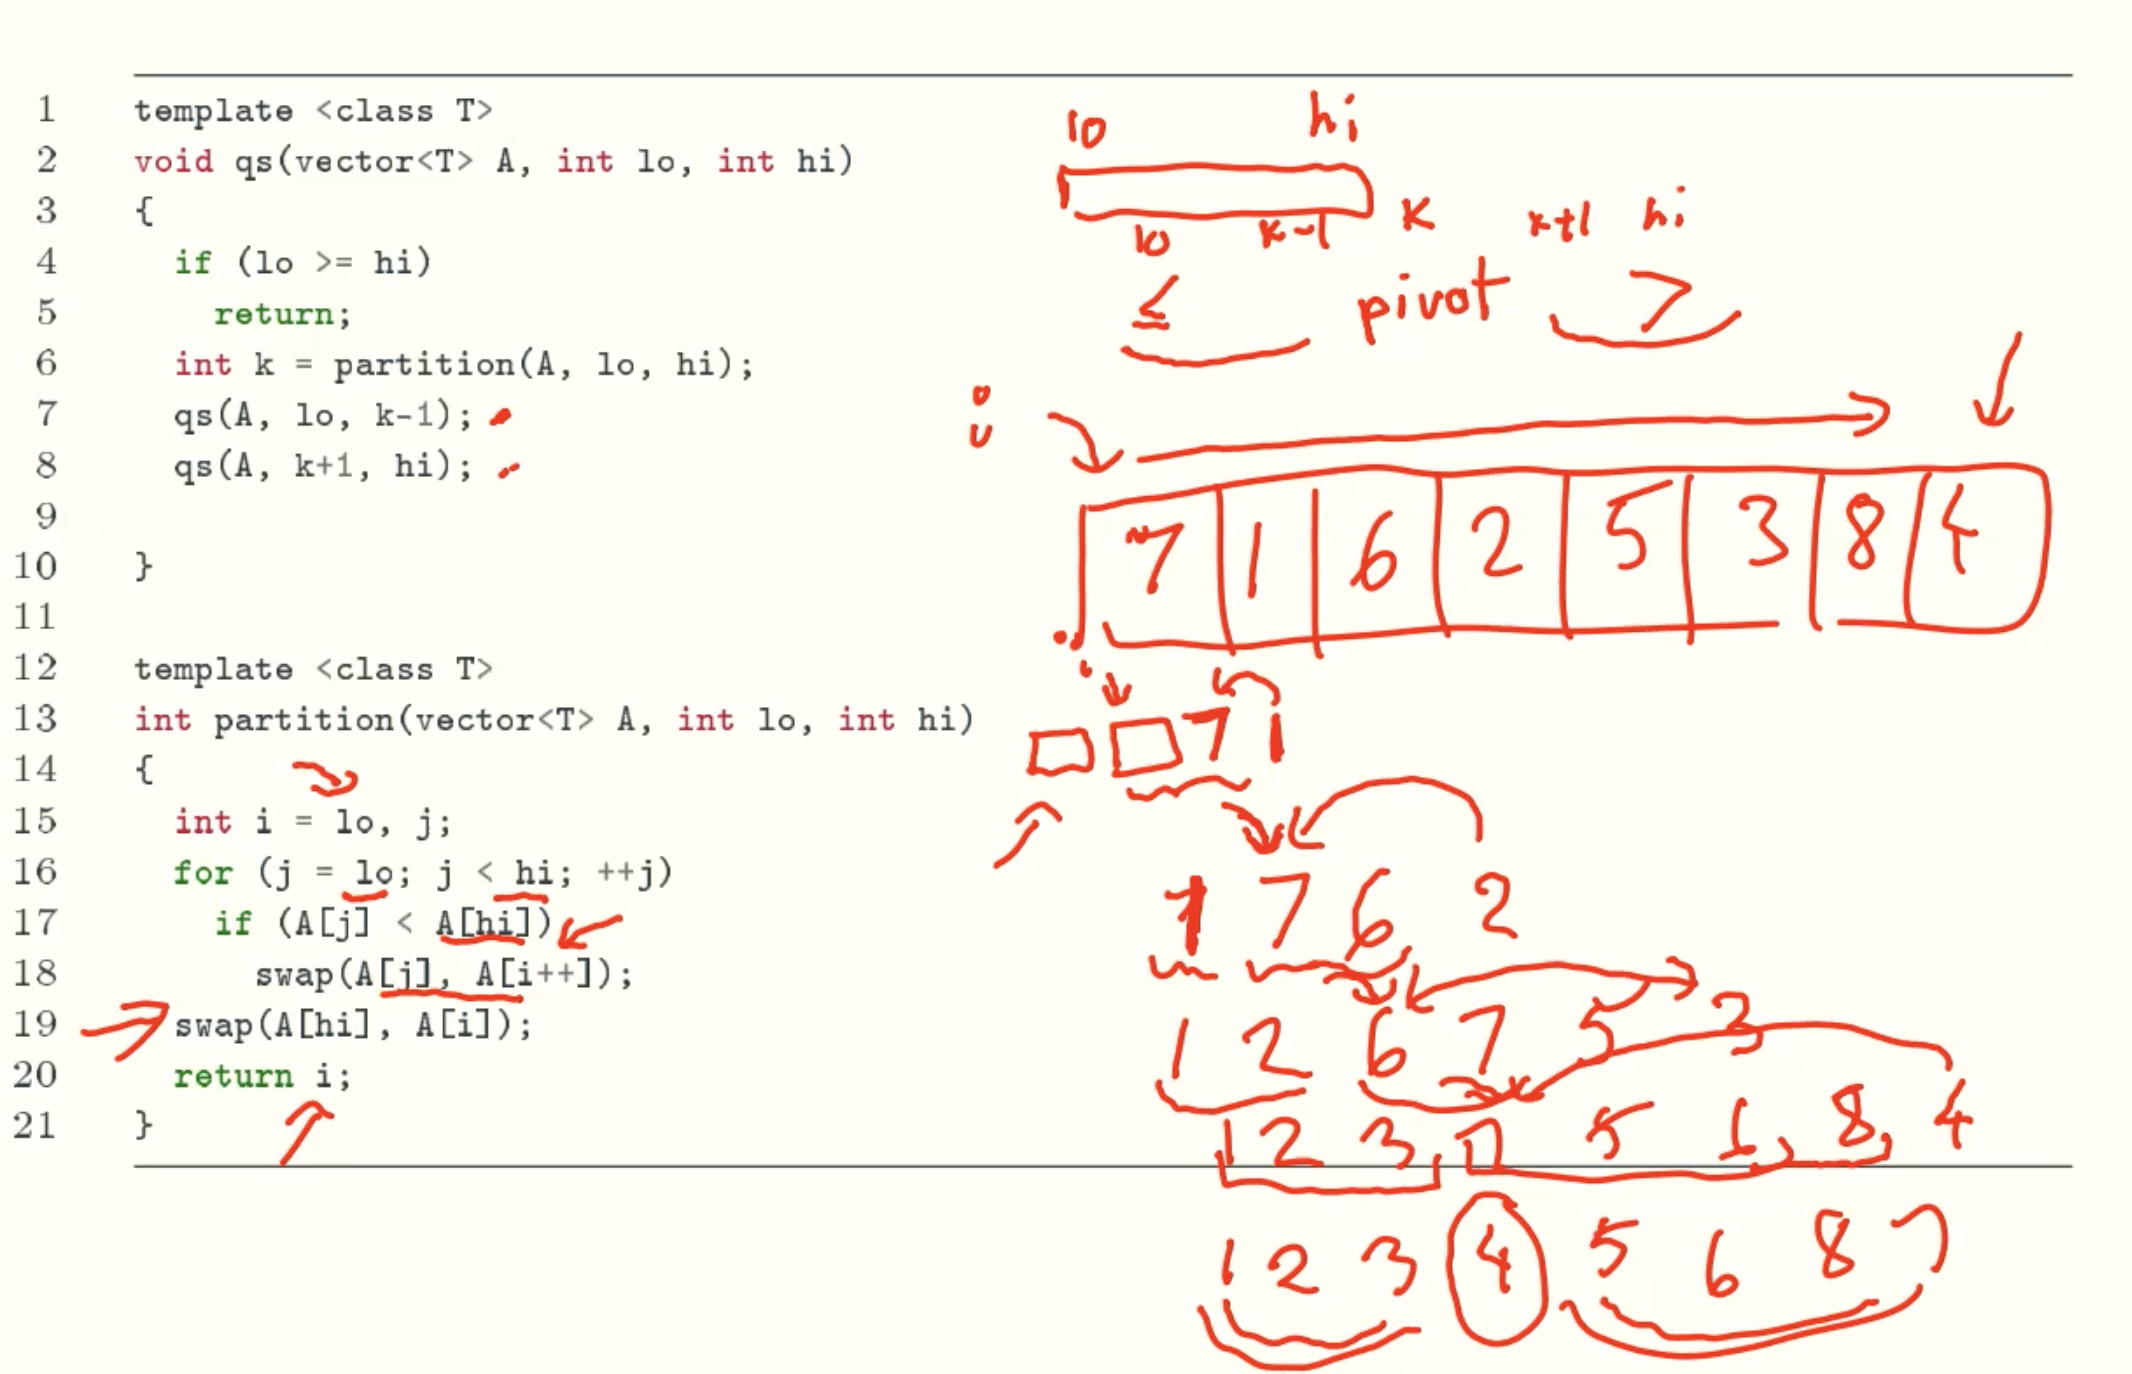 1 template <class T>
2 void qs(vector<T> A, int lo, int hi)
3 {
4 if (lo >= hi)
5 return;
6 int k = partition(A, lo, hi);
7 qs(A, lo, k-1);
8 qs(A, k+1, hi);
9
10 }
11
12 template <class T>
13 int partition(vector<T> A, int lo, int hi)
14 {
15 int i = lo, j;
16 for (j = lo; j < hi; ++j)
17 if (A[j] < A[hi])
18 swap(A[j], A[i++]);
19 swap(A[hi], A[i]);
20 return i;
21 }
lo hi
lo k-1 k k+1 hi
≤ pivot >
7 1 6 2 5 3 8 4
7 1
1 7 6 2
1 2 6 7 5 3
1 2 3 7 5 6 8 4
1 2 3 4 5 6 8 7